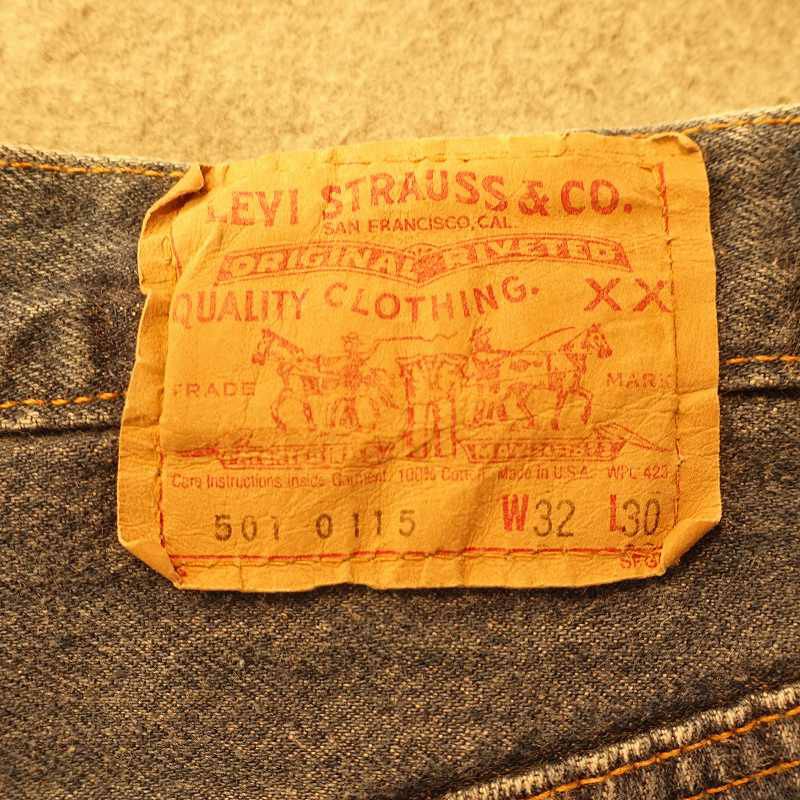 LEVI STRAUSS & CO.
SAN FRANCISCO, CAL.
ORIGINAL RIVETED
QUALITY CLOTHING. XX
TRADE MARK
Care Instructions Inside Garment. 100% Cotton. Made in U.S.A. WPL 423
501 0115 W32 L30
SFG